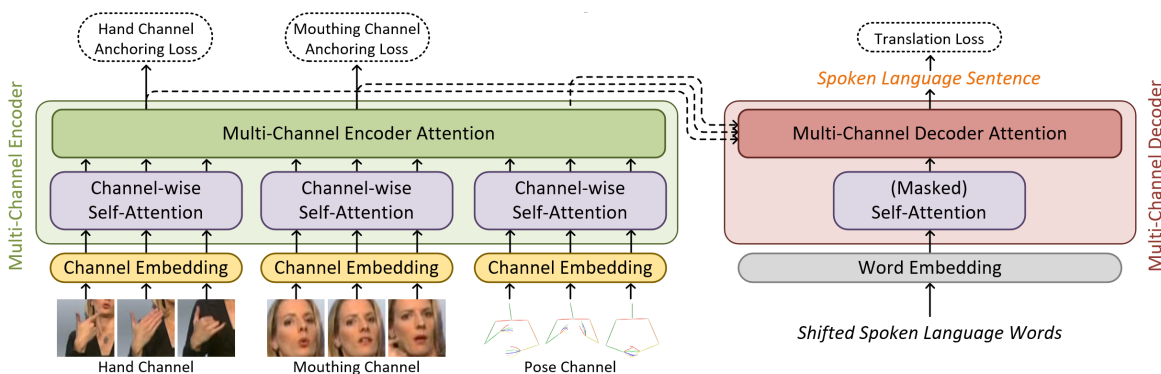 Hand Channel
Anchoring Loss
Mouthing Channel
Anchoring Loss
Translation Loss
Spoken Language Sentence
Multi-Channel Encoder
Multi-Channel Encoder Attention
Multi-Channel Decoder Attention
Multi-Channel Decoder
Channel-wise
Self-Attention
Channel-wise
Self-Attention
Channel-wise
Self-Attention
(Masked)
Self-Attention
Channel Embedding
Channel Embedding
Channel Embedding
Word Embedding
Shifted Spoken Language Words
Hand Channel
Mouthing Channel
Pose Channel